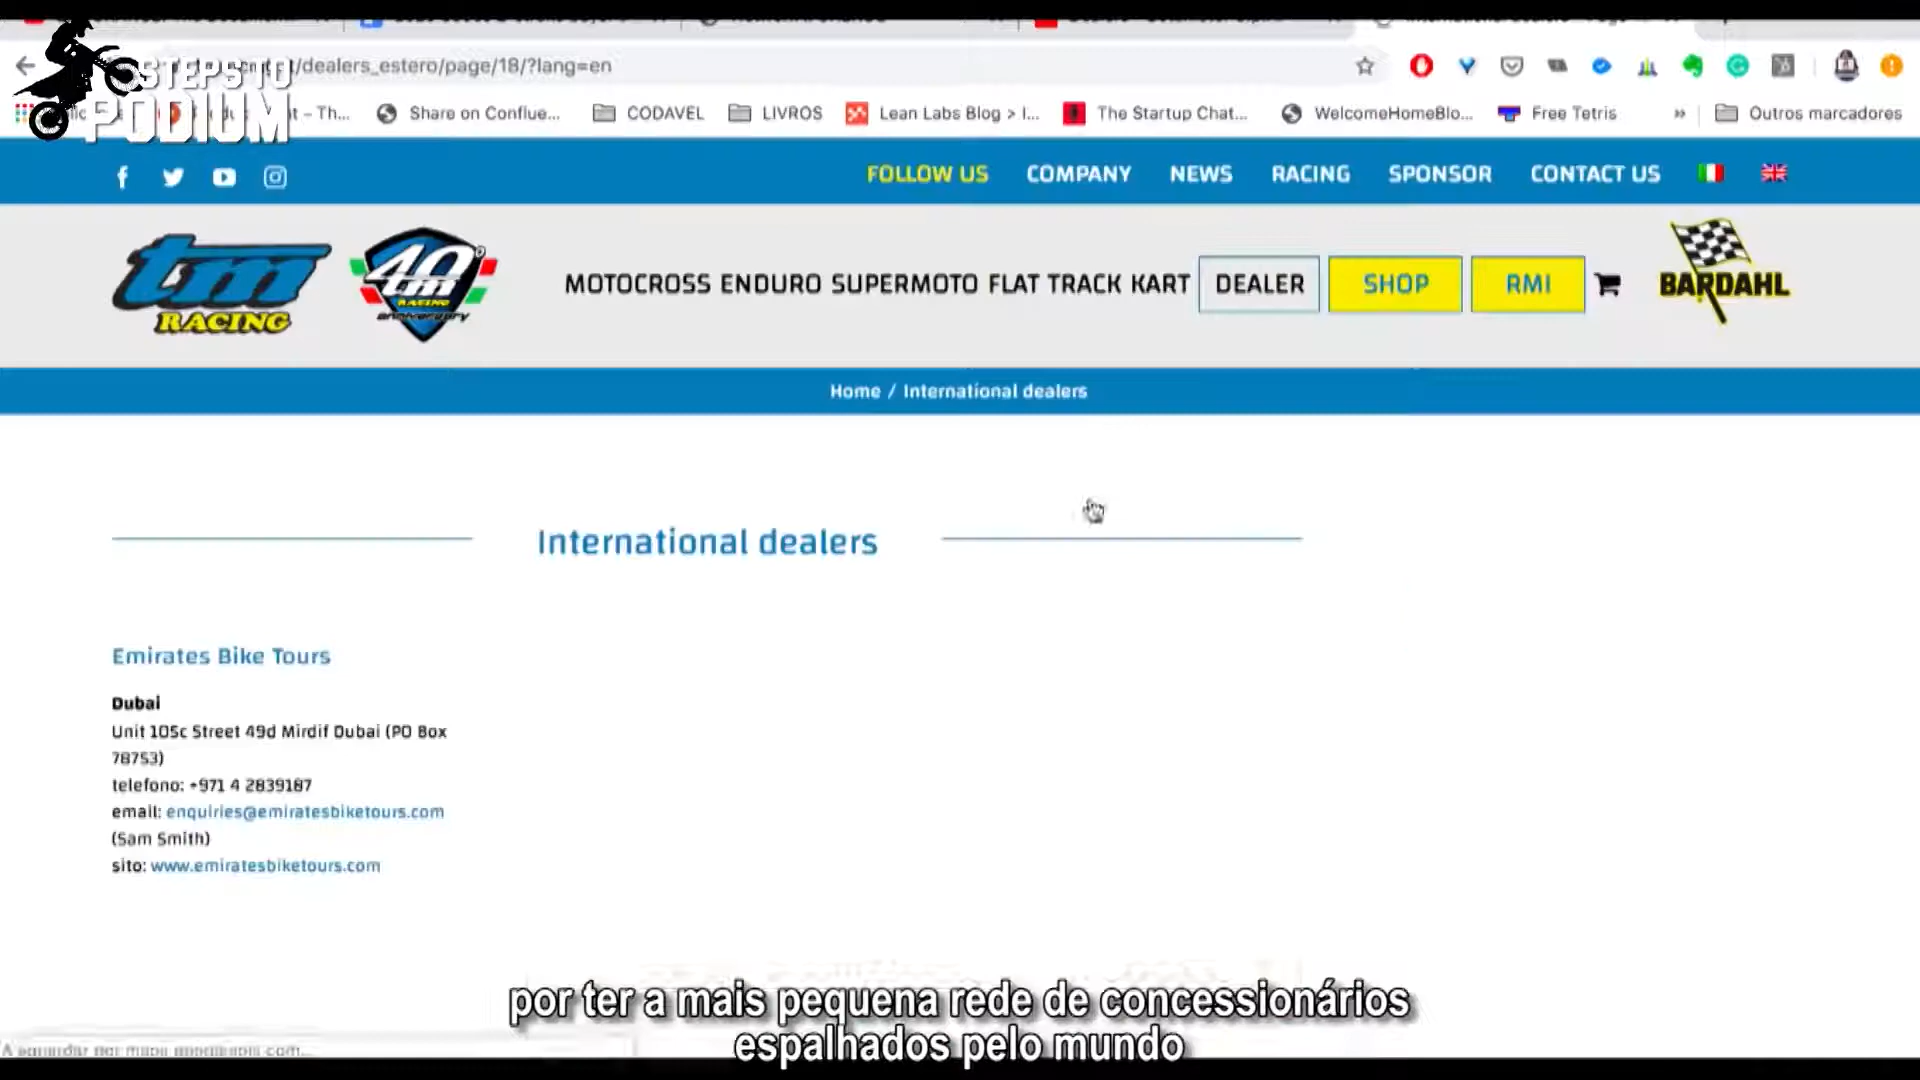 STEPS TO
PODIUM
/dealers_estero/page/18/?lang=en
t – Th...
Share on Conflue...
CODAVEL
LIVROS
Lean Labs Blog > I...
The Startup Chat...
WelcomeHomeBlo...
Free Tetris
»
Outros marcadores
FOLLOW US
COMPANY
NEWS
RACING
SPONSOR
CONTACT US
tm
RACING
40
tm
RACING
anniversary
MOTOCROSS ENDURO SUPERMOTO FLAT TRACK KART
DEALER
SHOP
RMI
BARDAHL
Home / International dealers
International dealers
Emirates Bike Tours
Dubai
Unit 105c Street 49d Mirdif Dubai (PO Box
78753)
telefono: +971 4 2839187
email: enquiries@emiratesbiketours.com
(Sam Smith)
sito: www.emiratesbiketours.com
por ter a mais pequena rede de concessionários
espalhados pelo mundo